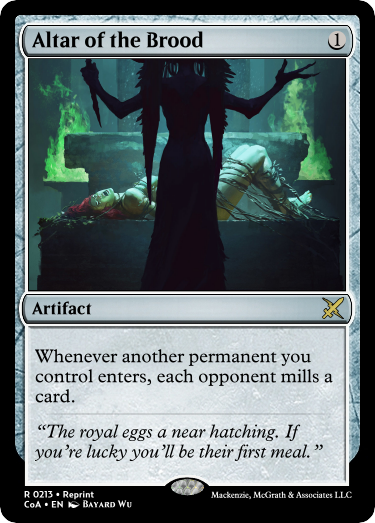 Altar of the Brood 1
Artifact
Whenever another permanent you
control enters, each opponent mills a
card.
“The royal eggs a near hatching. If
you’re lucky you’ll be their first meal.”
R 0213 • Reprint
CoA • EN Bayard Wu
Mackenzie, McGrath & Associates LLC